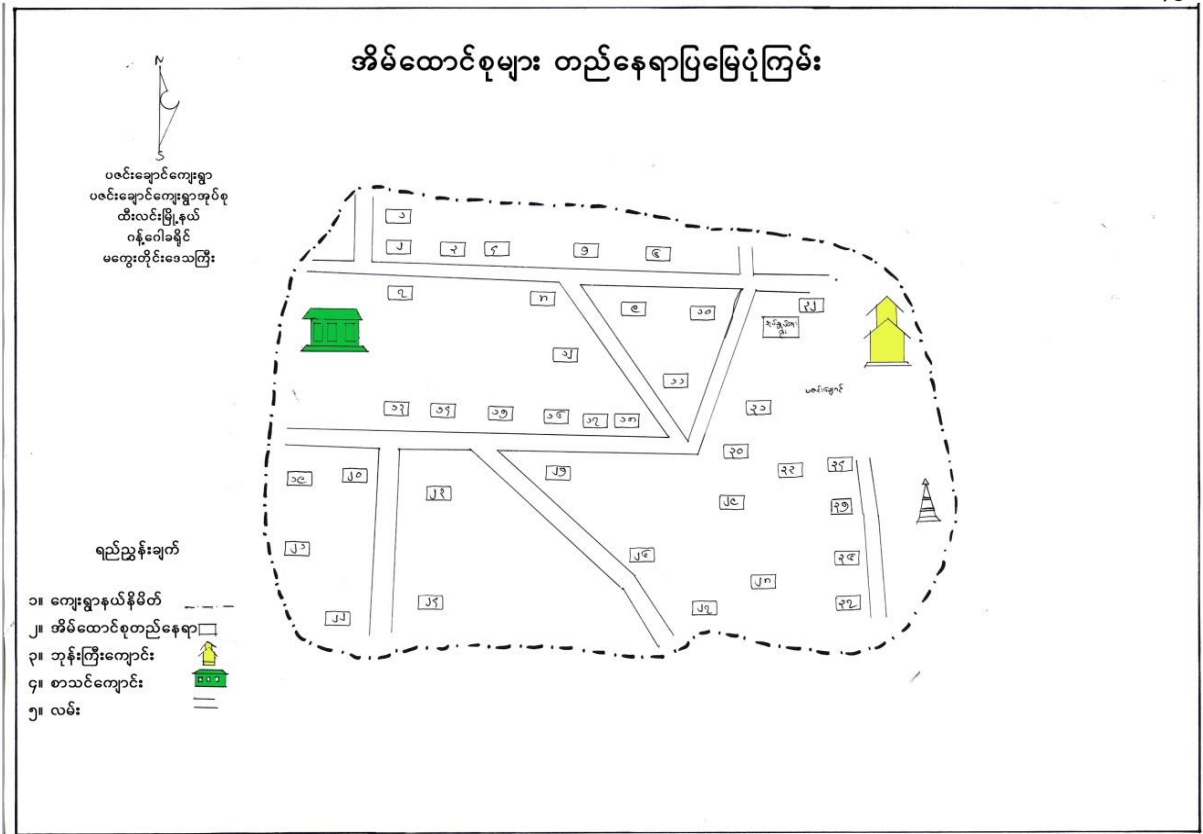 အိမ်ထောင်စုများ တည်နေရာပြမြေပုံကြမ်း
N
S
ပဇင်းချောင်ကျေးရွာ
ပဇင်းချောင်ကျေးရွာအုပ်စု
ထီးလင်းမြို့နယ်
ဂန့်ဂေါခရိုင်
မကွေးတိုင်းဒေသကြီး
၁
၂ ၃ ၄ ၅ ၆
၇ ၈ ၉ ၁၀ ၃၂
၁၂
၁၁
ပဇင်းချောင်
၁၃ ၁၄ ၁၅ ၁၆ ၁၇ ၁၈ ၃၁
၃၀
၁၉ ၂၀ ၂၅ ၃၃ ၃၄
၂၃ ၂၉ ၃၅
၂၁ ၂၆ ၃၆
၂၈
၂၂ ၂၄ ၂၇ ၃၇
ရည်ညွှန်းချက်
၁။ ကျေးရွာနယ်နိမိတ်
၂။ အိမ်ထောင်စုတည်နေရာ
၃။ ဘုန်းကြီးကျောင်း
၄။ စာသင်ကျောင်း
၅။ လမ်း